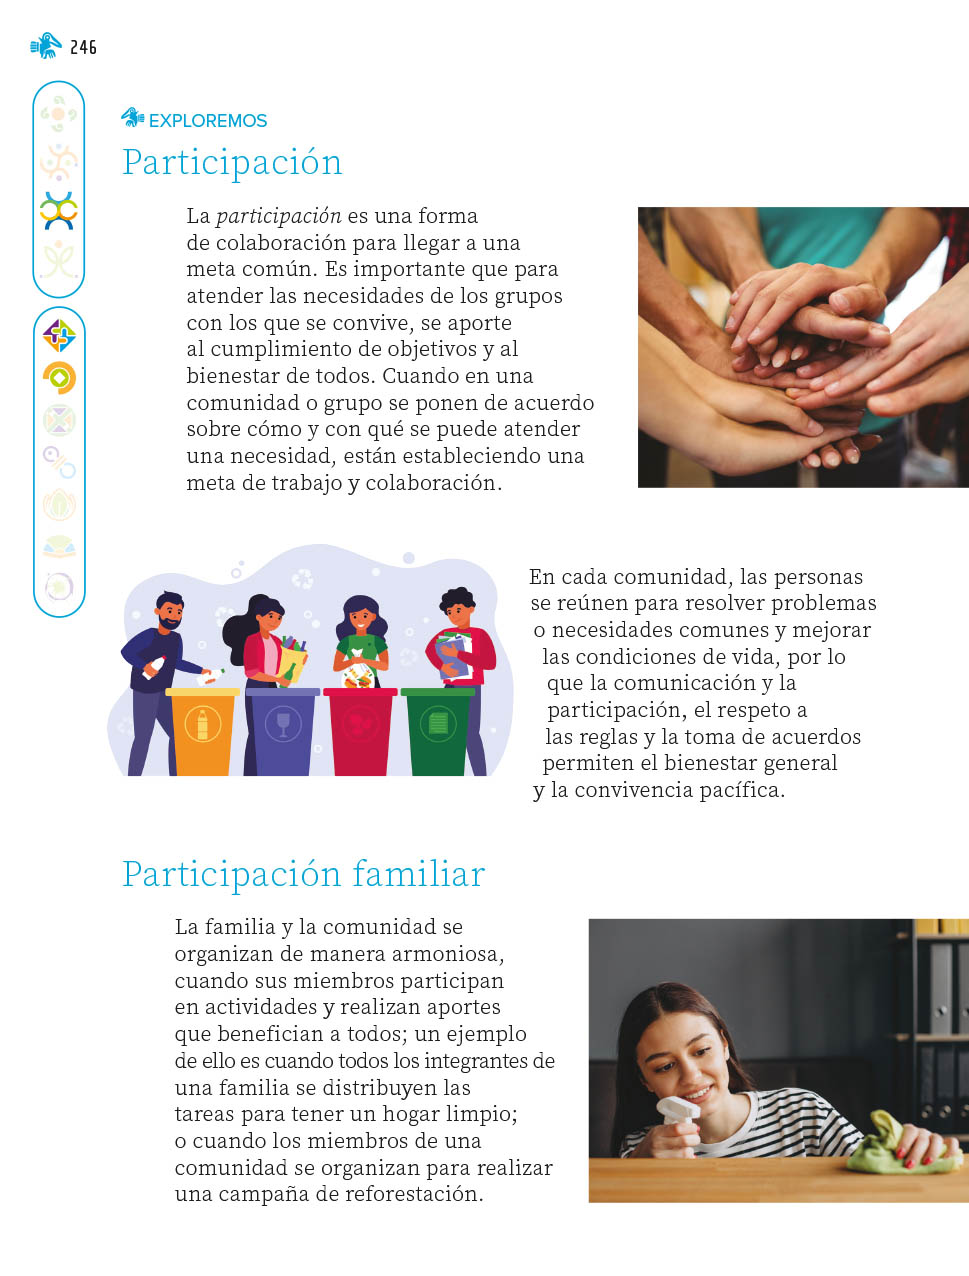 246
EXPLOREMOS
Participación
La participación es una forma
de colaboración para llegar a una
meta común. Es importante que para
atender las necesidades de los grupos
con los que se convive, se aporte
al cumplimiento de objetivos y al
bienestar de todos. Cuando en una
comunidad o grupo se ponen de acuerdo
sobre cómo y con qué se puede atender
una necesidad, están estableciendo una
meta de trabajo y colaboración.
En cada comunidad, las personas
se reúnen para resolver problemas
o necesidades comunes y mejorar
las condiciones de vida, por lo
que la comunicación y la
participación, el respeto a
las reglas y la toma de acuerdos
permiten el bienestar general
y la convivencia pacífica.
Participación familiar
La familia y la comunidad se
organizan de manera armoniosa,
cuando sus miembros participan
en actividades y realizan aportes
que benefician a todos; un ejemplo
de ello es cuando todos los integrantes de
una familia se distribuyen las
tareas para tener un hogar limpio;
o cuando los miembros de una
comunidad se organizan para realizar
una campaña de reforestación.